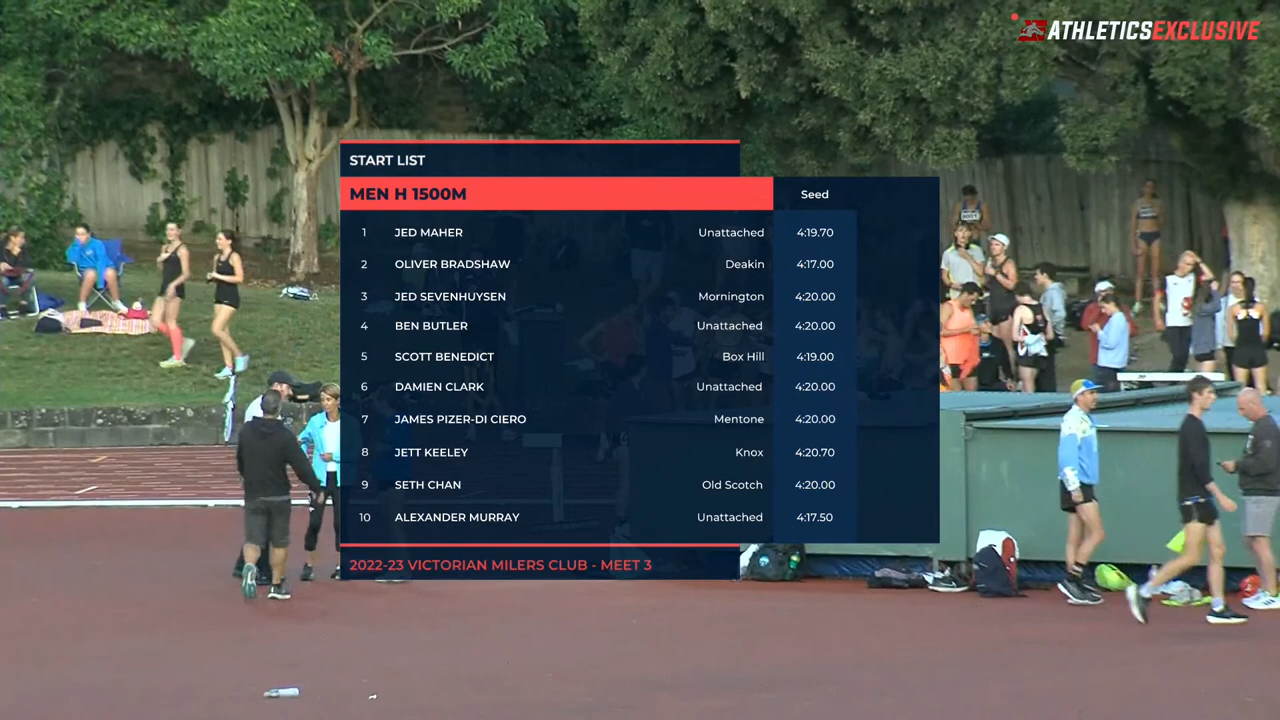 ATHLETICSEXCLUSIVE
START LIST
MEN H 1500M Seed
1 JED MAHER Unattached 4:19.70
2 OLIVER BRADSHAW Deakin 4:17.00
3 JED SEVENHUYSEN Mornington 4:20.00
4 BEN BUTLER Unattached 4:20.00
5 SCOTT BENEDICT Box Hill 4:19.00
6 DAMIEN CLARK Unattached 4:20.00
7 JAMES PIZER-DI CIERO Mentone 4:20.00
8 JETT KEELEY Knox 4:20.70
9 SETH CHAN Old Scotch 4:20.00
10 ALEXANDER MURRAY Unattached 4:17.50
2022-23 VICTORIAN MILERS CLUB - MEET 3